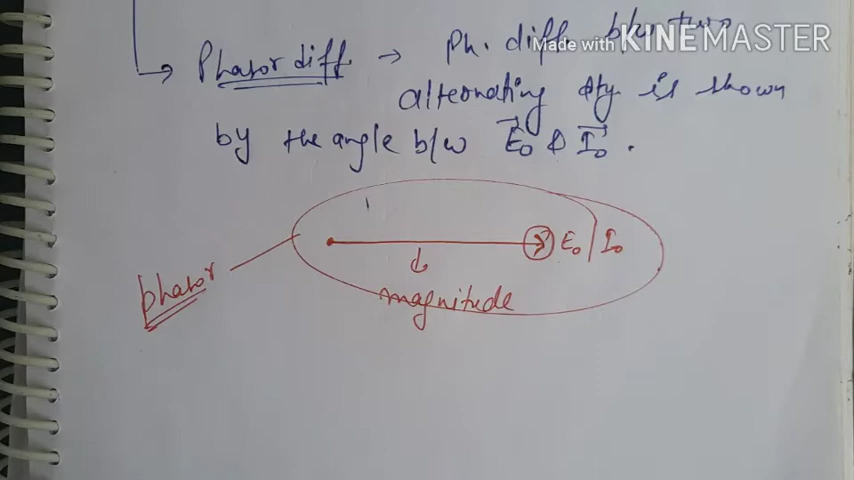 Phasor diff → Ph. diff b/w two
Made with KINEMASTER
alternating qty is shown
by the angle b/w E₀ & I₀.
E₀ / I₀
phasor
magnitude